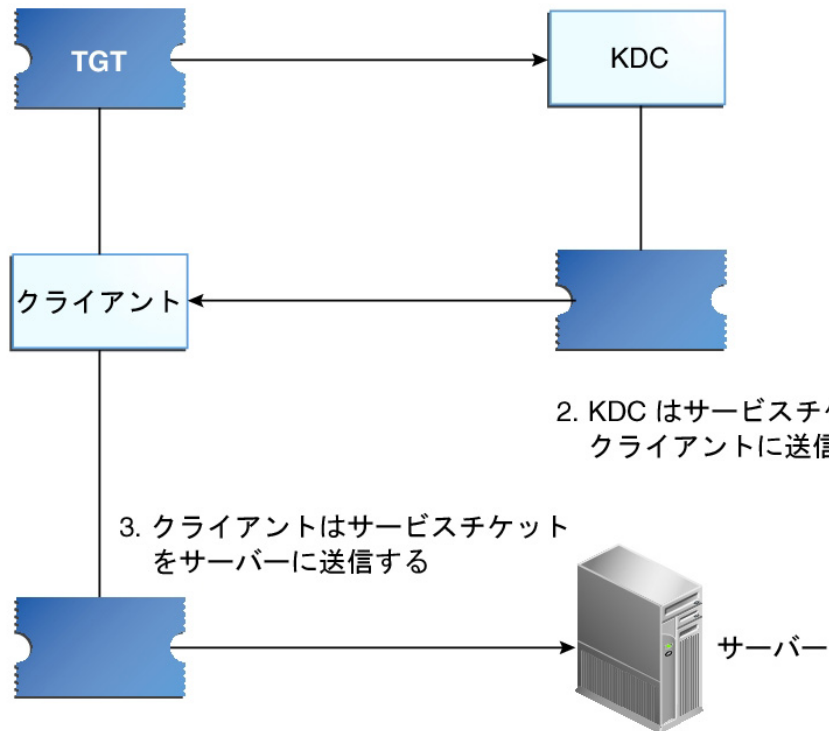 TGT
KDC
クライアント
2. KDC はサービスチ
クライアントに送信
3. クライアントはサービスチケット
をサーバーに送信する
サーバー